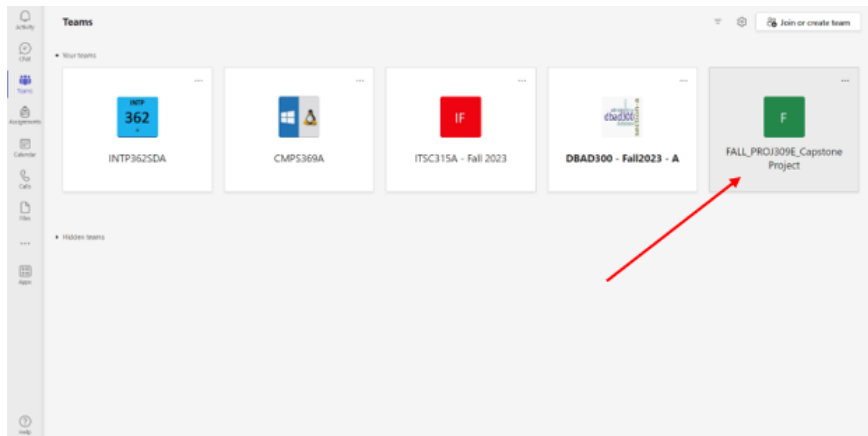 Activity
Teams
Join or create team
Chat
Your teams
Teams
Assignments
Calendar
Calls
Files
Apps
Help
INTP
362
INTP362SDA
CMPS369A
IF
ITSC315A - Fall 2023
dbad300
DBAD300 - Fall2023 - A
F
FALL_PROJ309E_Capstone
Project
Hidden teams